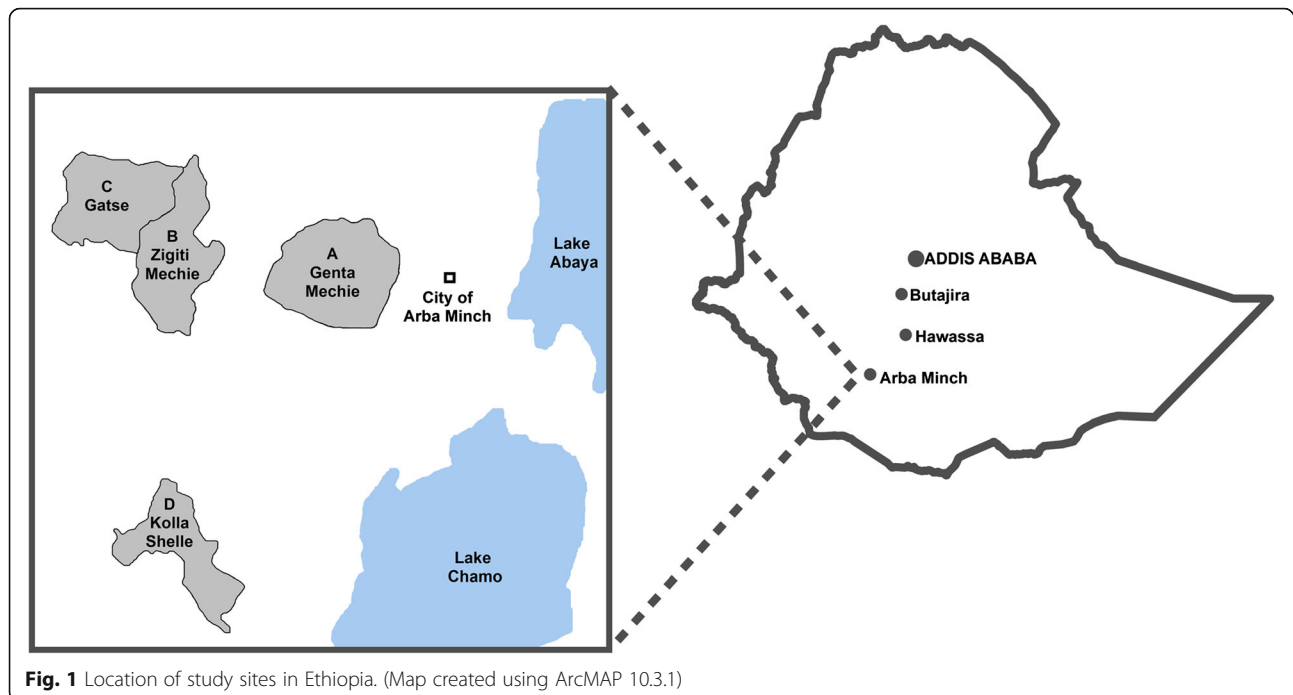 C
Gatse
B
Zigiti
Mechie
A
Genta
Mechie
City of
Arba Minch
Lake
Abaya
D
Kolla
Shelle
Lake
Chamo
ADDIS ABABA
Butajira
Hawassa
Arba Minch
Fig. 1 Location of study sites in Ethiopia. (Map created using ArcMAP 10.3.1)